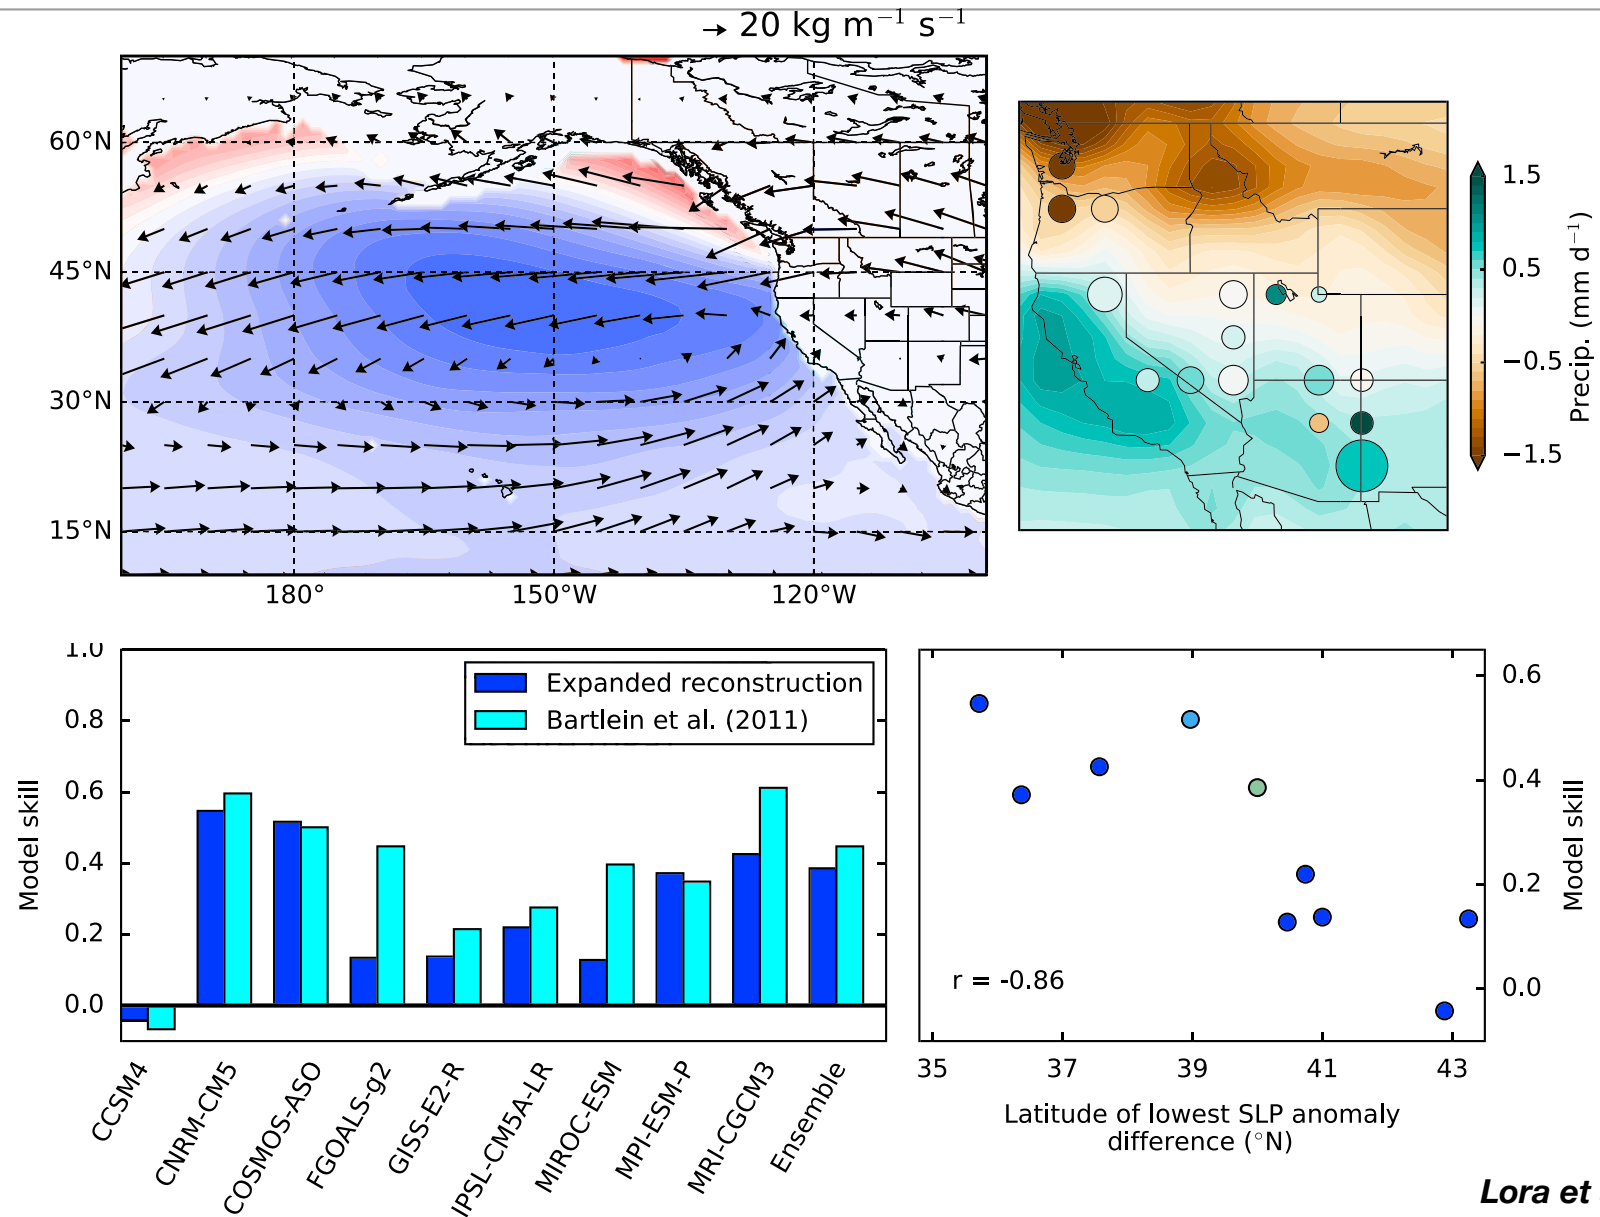 20 kg m⁻¹ s⁻¹
60°N
45°N
30°N
15°N
180°
150°W
120°W
1.5
0.5
−0.5
−1.5
Precip. (mm d⁻¹)
1.0
0.8
0.6
0.4
0.2
0.0
Model skill
Expanded reconstruction
Bartlein et al. (2011)
CCSM4
CNRM-CM5
COSMOS-ASO
FGOALS-g2
GISS-E2-R
IPSL-CM5A-LR
MIROC-ESM
MPI-ESM-P
MRI-CGCM3
Ensemble
r = -0.86
0.6
0.4
0.2
0.0
Model skill
35
37
39
41
43
Latitude of lowest SLP anomaly
difference (°N)
Lora et